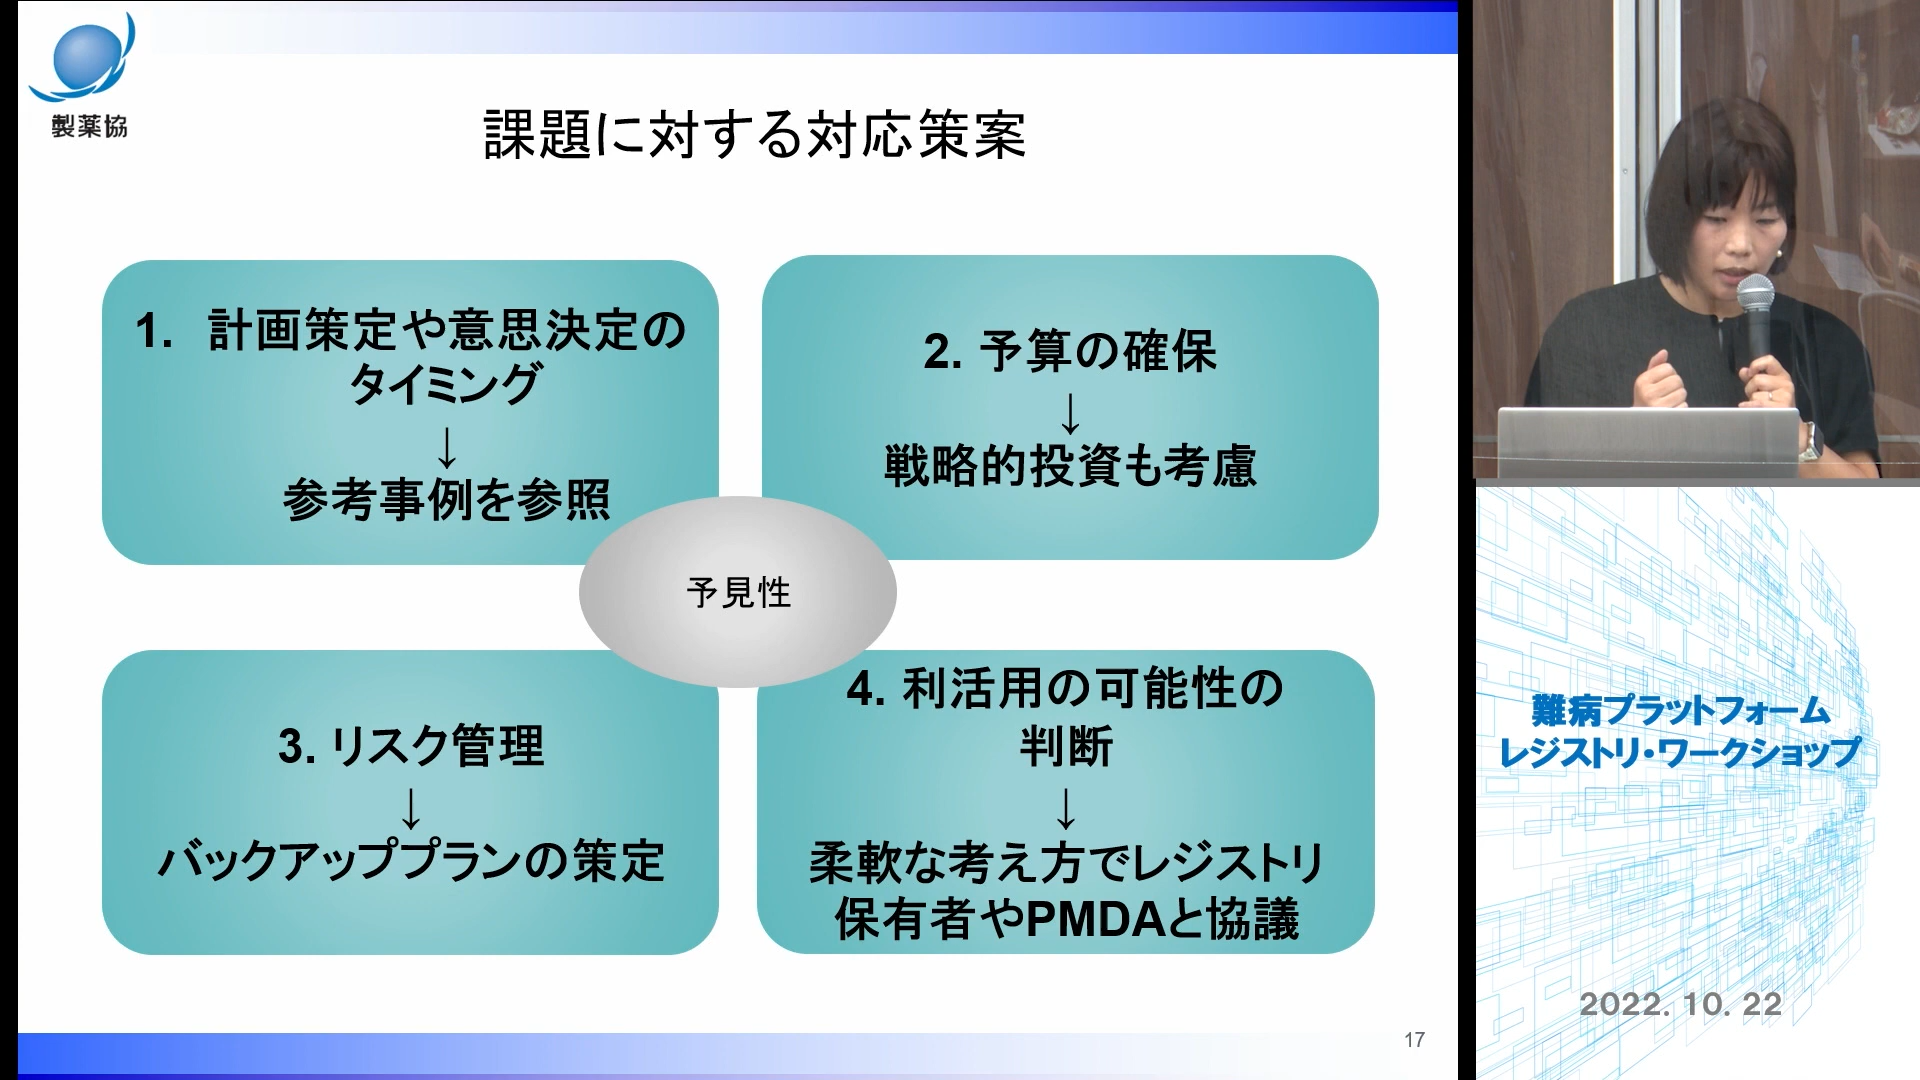 製薬協
課題に対する対応策案
1. 計画策定や意思決定の
タイミング
↓
参考事例を参照
2. 予算の確保
↓
戦略的投資も考慮
予見性
3. リスク管理
↓
バックアッププランの策定
4. 利活用の可能性の
判断
↓
柔軟な考え方でレジストリ
保有者やPMDAと協議
17
難病プラットフォーム
レジストリ・ワークショップ
2022. 10. 22